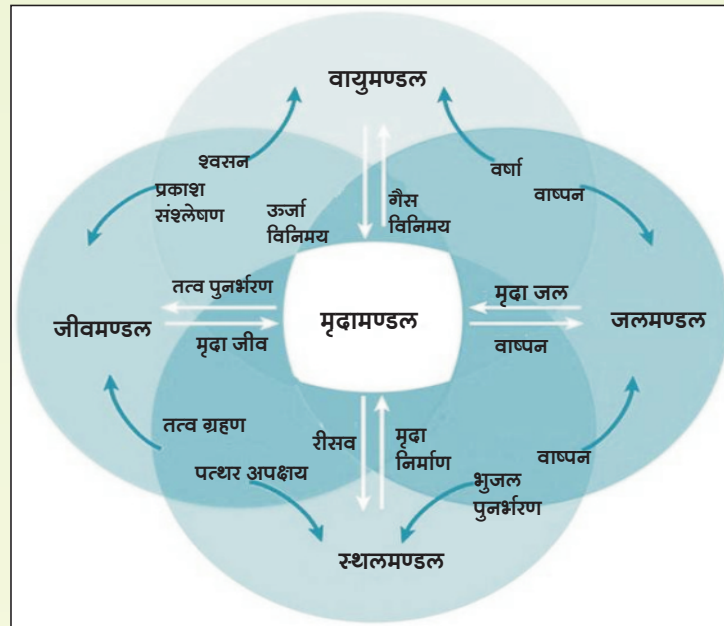 वायुमण्डल
श्वसन
वर्षा
प्रकाश
संश्लेषण
वाष्पन
ऊर्जा
विनिमय
गैस
विनिमय
तत्व पुनर्भरण
मृदा जल
जीवमण्डल
मृदामण्डल
जलमण्डल
मृदा जीव
वाष्पन
तत्व ग्रहण
रीसव
मृदा
निर्माण
वाष्पन
पत्थर अपक्षय
भुजल
पुनर्भरण
स्थलमण्डल